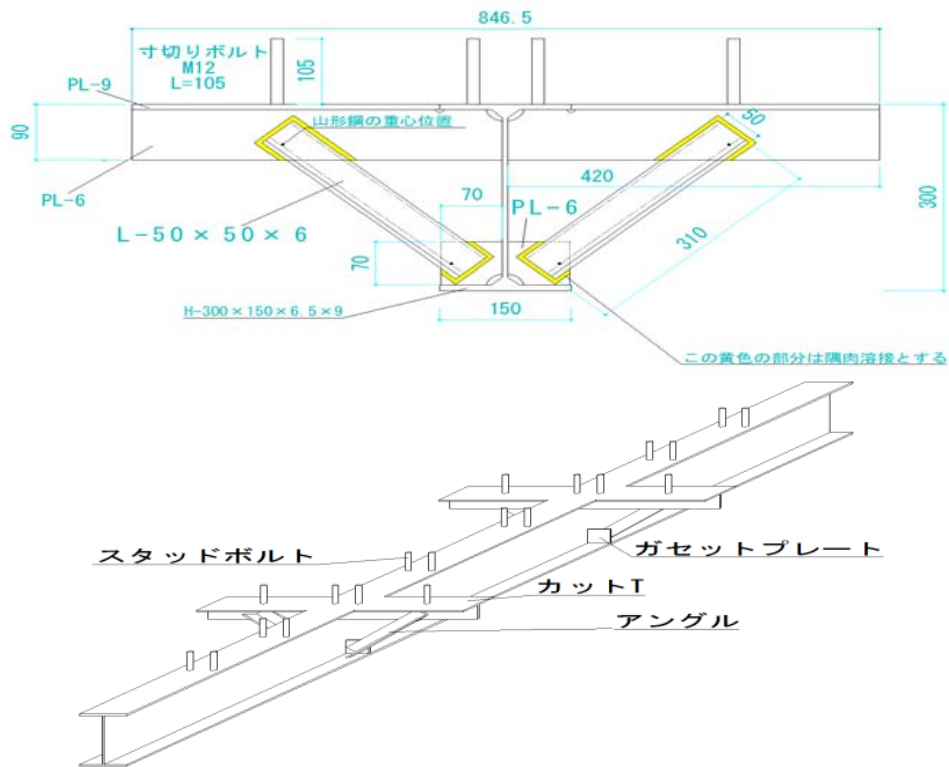 846.5
寸切りボルト
M12
L=105
105
PL-9
山形鋼の重心位置
50
90
PL-6
420
300
70
PL-6
L-50×50×6
310
70
H-300×150×6.5×9
150
この黄色の部分は隅肉溶接とする
スタッドボルト
ガセットプレート
カットT
アングル